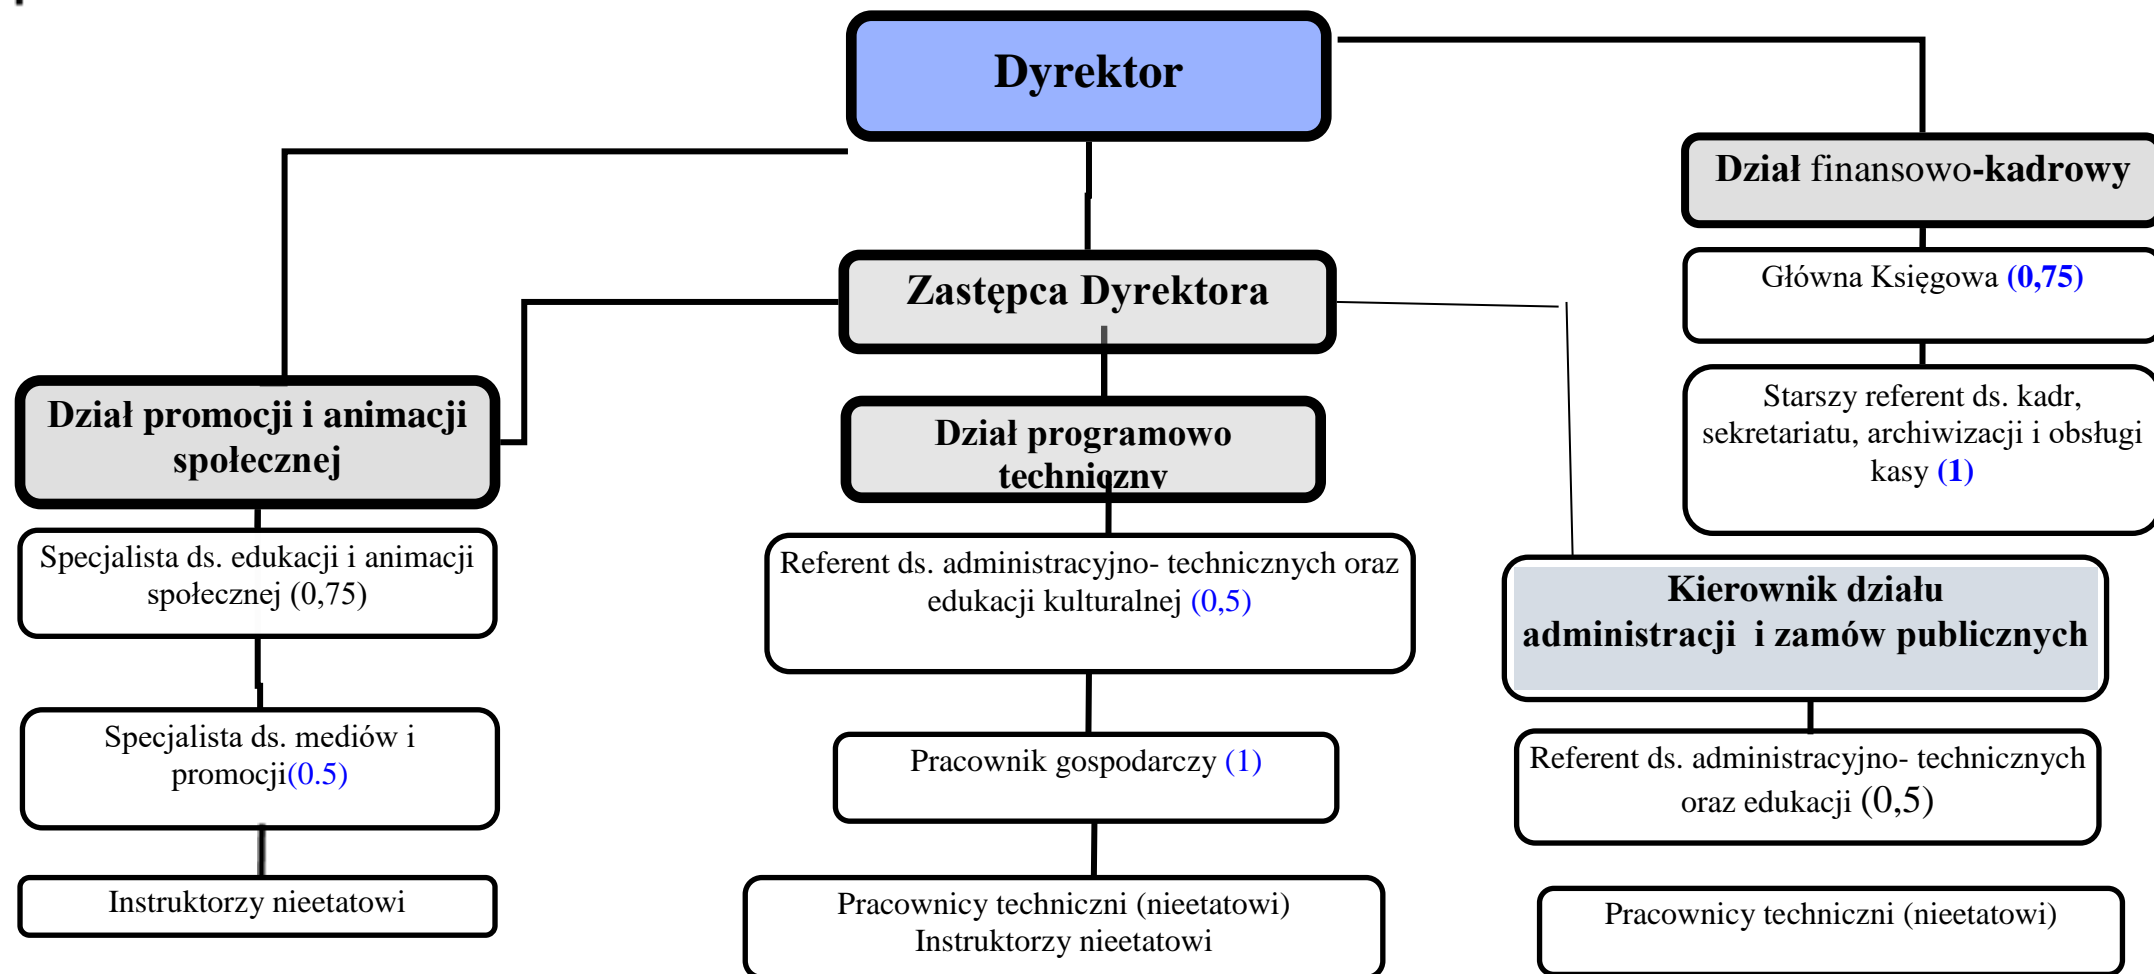 Dyrektor
Dział finansowo-kadrowy
Główna Księgowa (0,75)
Zastępca Dyrektora
Starszy referent ds. kadr,
sekretariatu, archiwizacji i obsługi
kasy (1)
Dział promocji i animacji
społecznej
Dział programowo
techniczny
Specjalista ds. edukacji i animacji
społecznej (0,75)
Referent ds. administracyjno- technicznych oraz
edukacji kulturalnej (0,5)
Kierownik działu
administracji  i zamów publicznych
Specjalista ds. mediów i
promocji(0.5)
Pracownik gospodarczy (1)
Referent ds. administracyjno- technicznych
oraz edukacji (0,5)
Instruktorzy nieetatowi
Pracownicy techniczni (nieetatowi)
Instruktorzy nieetatowi
Pracownicy techniczni (nieetatowi)